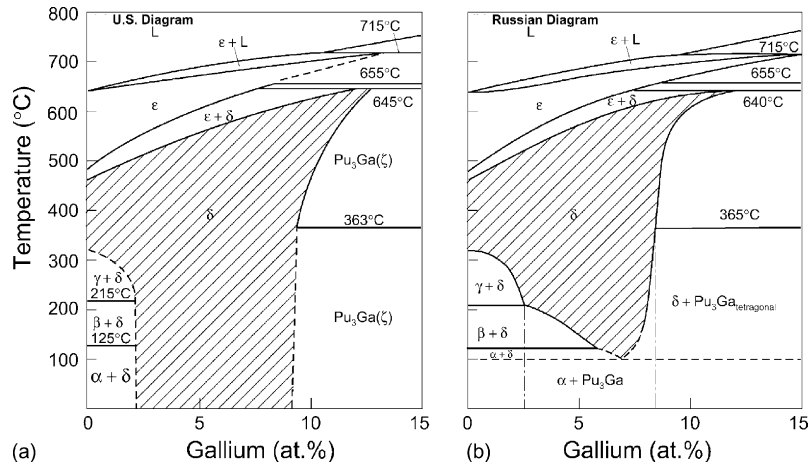 U.S. Diagram
L
800
700
600
500
400
300
200
100
Temperature (°C)
ε + L
715°C
655°C
645°C
ε
ε + δ
δ
Pu₃Ga(ζ)
363°C
γ + δ
215°C
β + δ
125°C
α + δ
Pu₃Ga(ζ)
0
5
10
15
(a)
Gallium (at.%)
Russian Diagram
L
ε + L
715°C
655°C
640°C
ε
ε + δ
δ
365°C
γ + δ
β + δ
α + δ
δ + Pu₃Ga tetragonal
α + Pu₃Ga
0
5
10
15
(b)
Gallium (at.%)